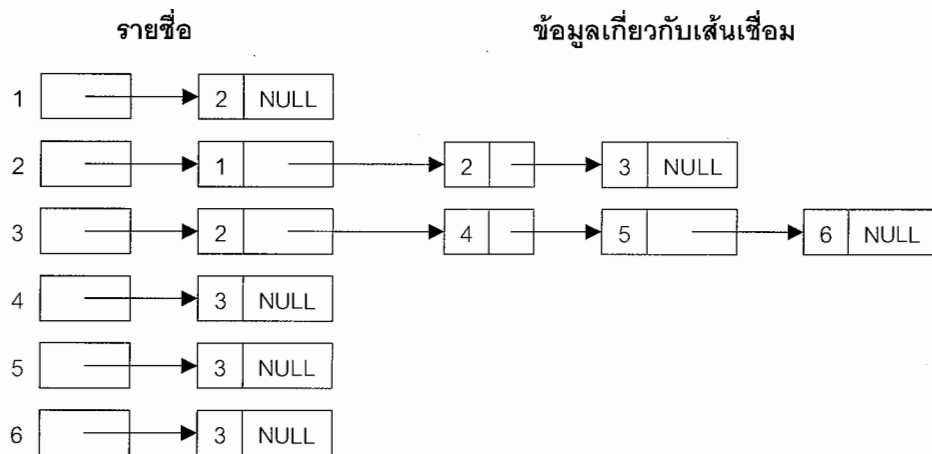 รายชื่อ ข้อมูลเกี่ยวกับเส้นเชื่อม
1 2 NULL
2 1 2 3 NULL
3 2 4 5 6 NULL
4 3 NULL
5 3 NULL
6 3 NULL